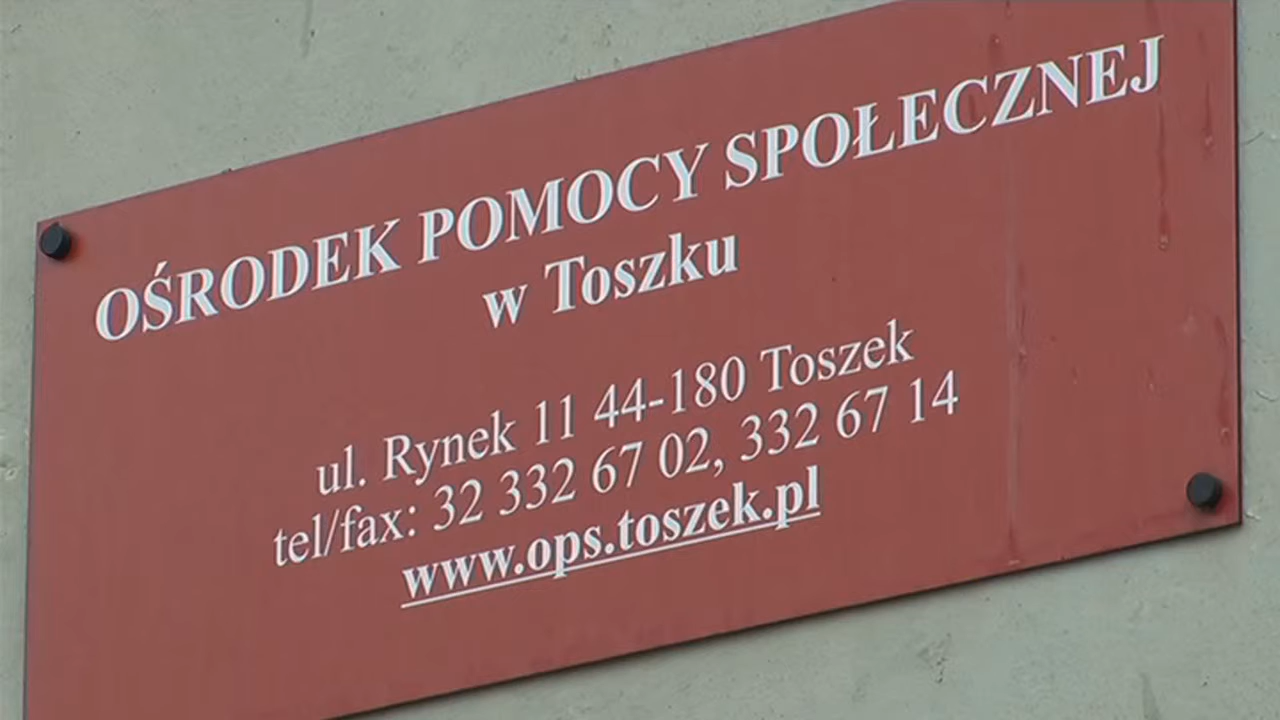 OŚRODEK POMOCY SPOŁECZNEJ
w Toszku
ul. Rynek 11 44-180 Toszek
tel/fax: 32 332 67 02, 332 67 14
www.ops.toszek.pl